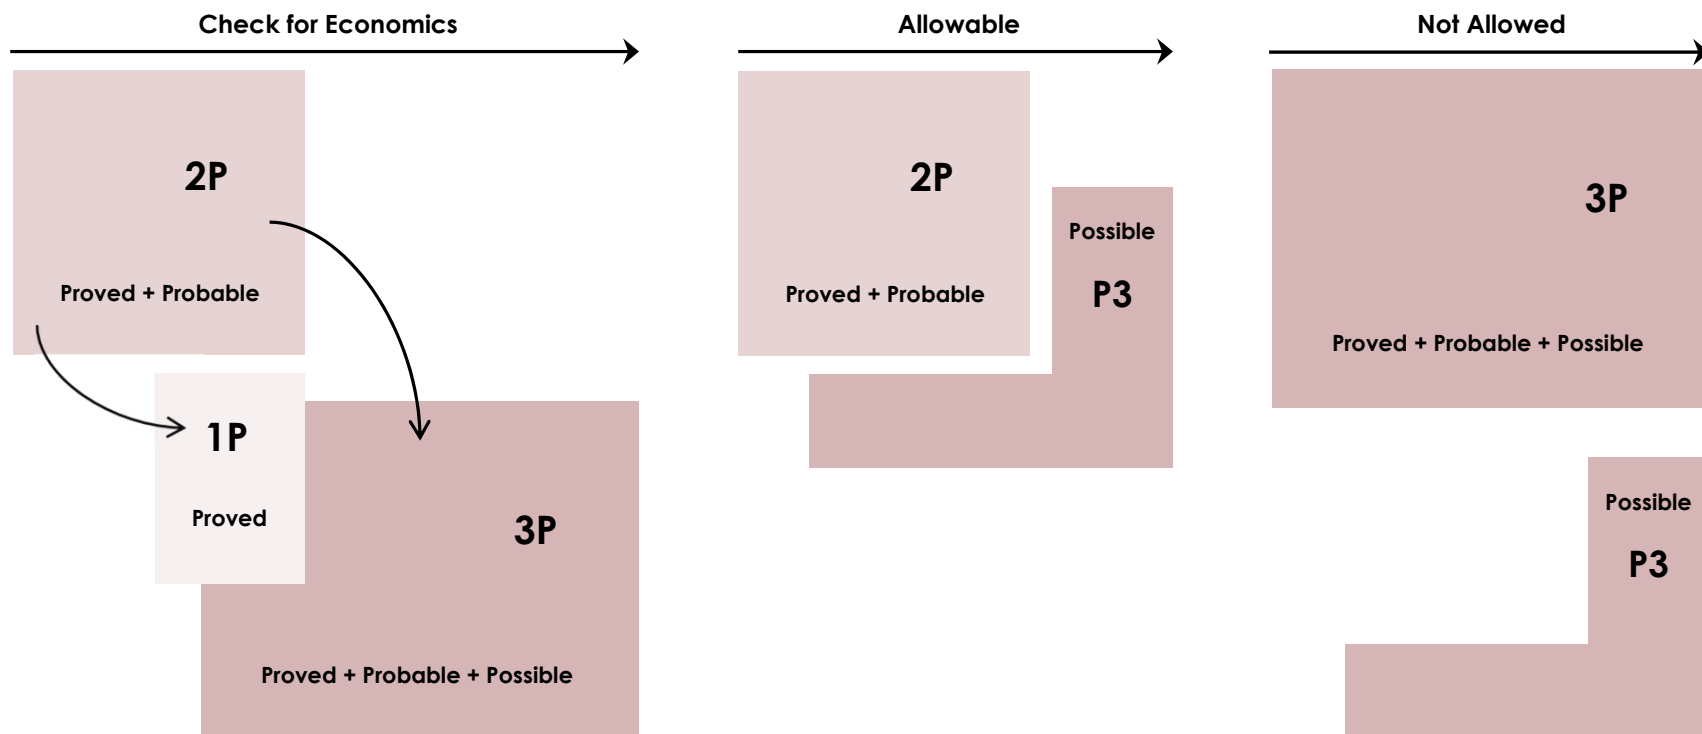 Check for Economics
2P
Proved + Probable
1P
Proved
3P
Proved + Probable + Possible
Allowable
2P
Proved + Probable
Possible
P3
Not Allowed
3P
Proved + Probable + Possible
Possible
P3